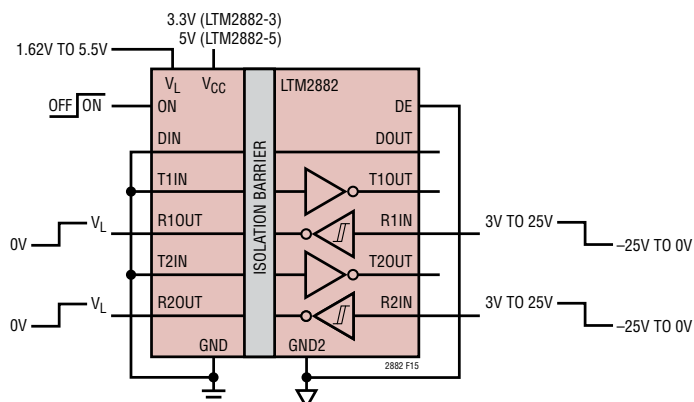 3.3V (LTM2882-3)
5V (LTM2882-5)
1.62V TO 5.5V
VL VCC LTM2882
OFF ON ON DE
DIN DOUT
ISOLATION BARRIER
T1IN T1OUT
0V VL R1OUT R1IN 3V TO 25V –25V TO 0V
T2IN T2OUT
0V VL R2OUT R2IN 3V TO 25V –25V TO 0V
GND GND2
2882 F15